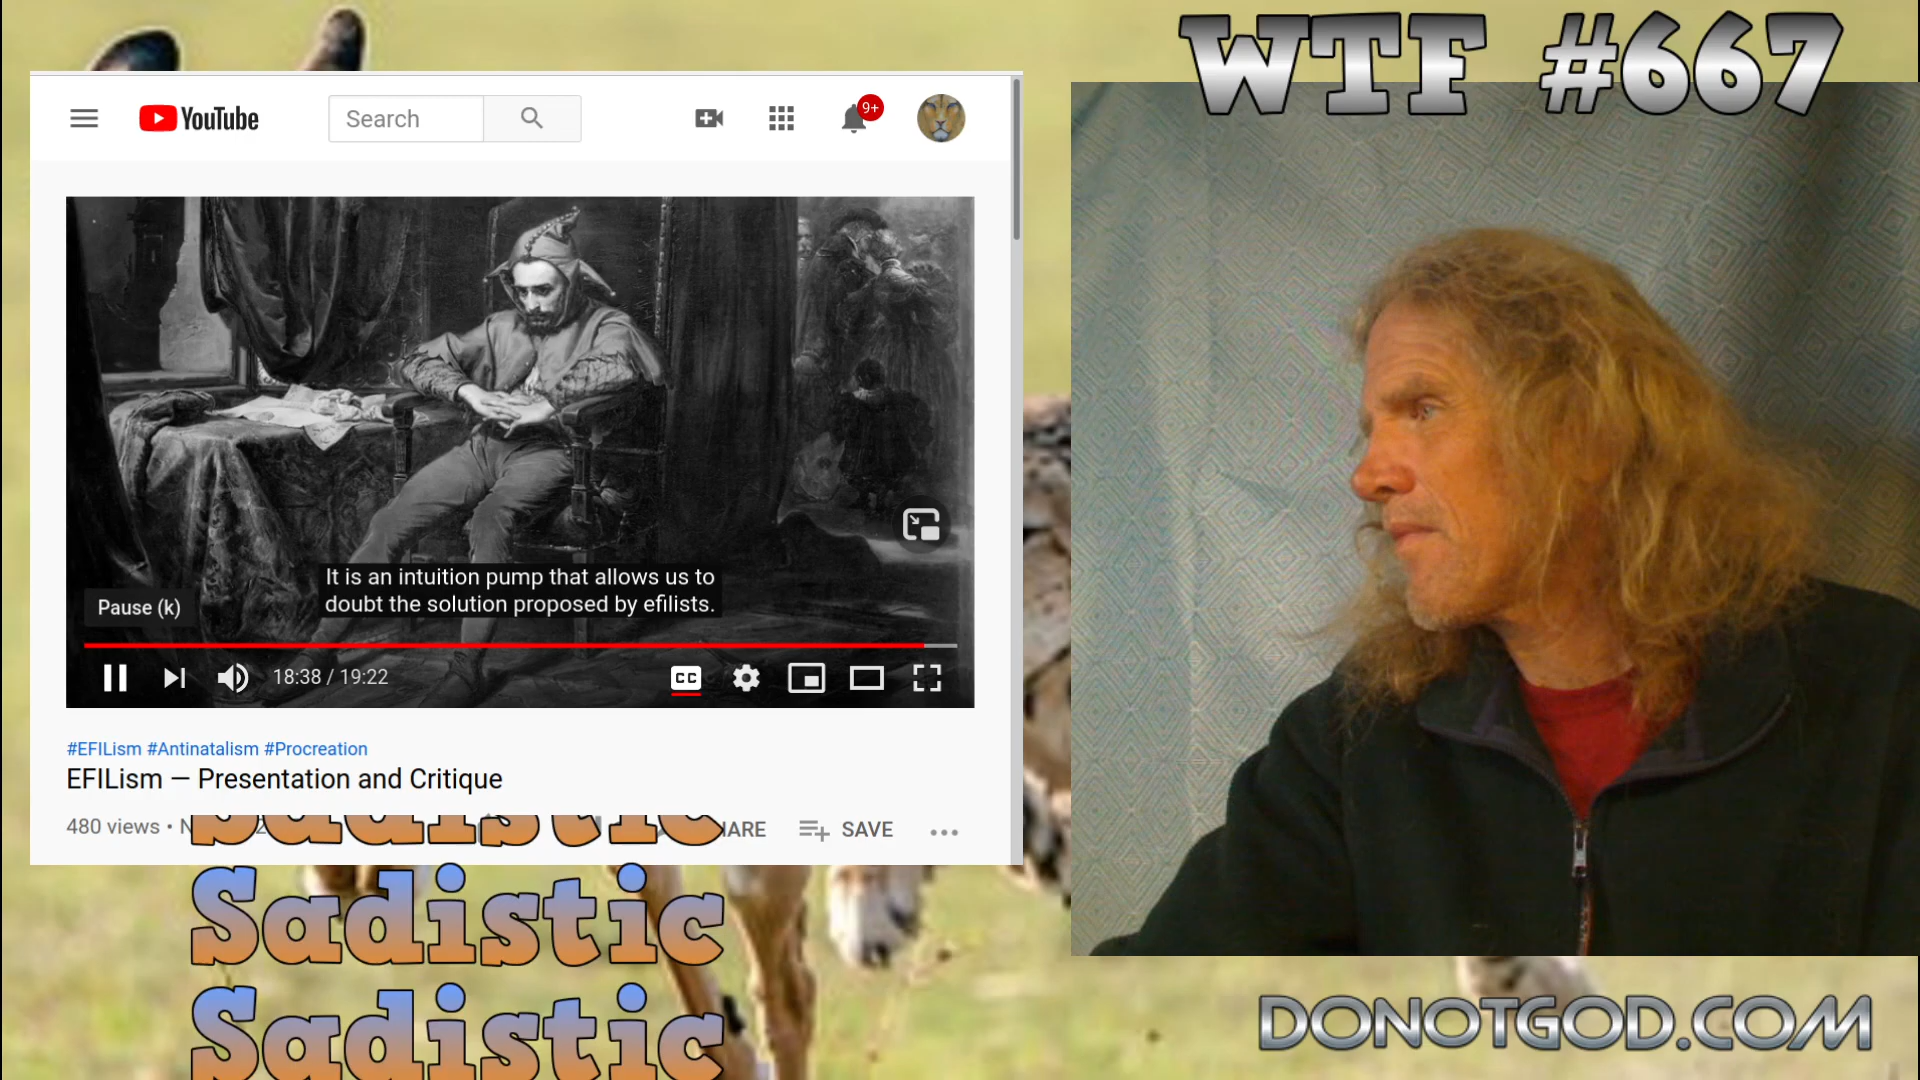 WTF #667
YouTube
Search
9+
It is an intuition pump that allows us to
doubt the solution proposed by efilists.
Pause (k)
18:38 / 19:22
CC
#EFILism #Antinatalism #Procreation
EFILism — Presentation and Critique
480 views • N
SAVE
Sadistic
Sadistic
Sadistic
DONOTGOD.COM